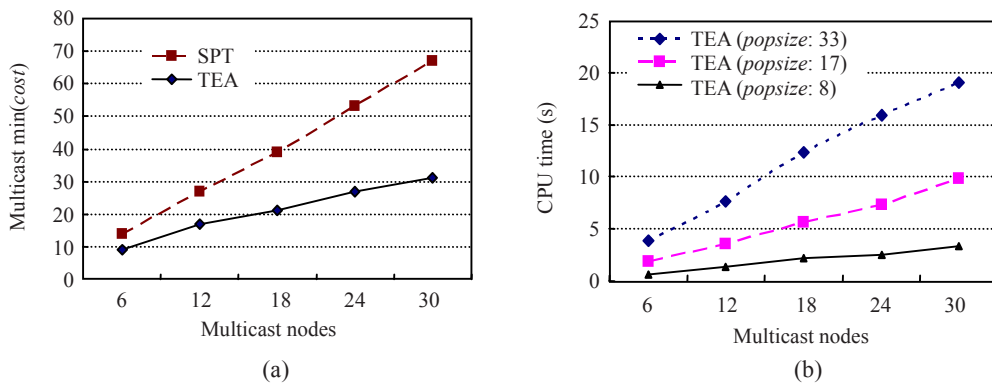 80
70
60
50
40
30
20
10
0
Multicast min(cost)
SPT
TEA
6 12 18 24 30
Multicast nodes
(a)
25
20
15
10
5
0
CPU time (s)
TEA (popsize: 33)
TEA (popsize: 17)
TEA (popsize: 8)
6 12 18 24 30
Multicast nodes
(b)